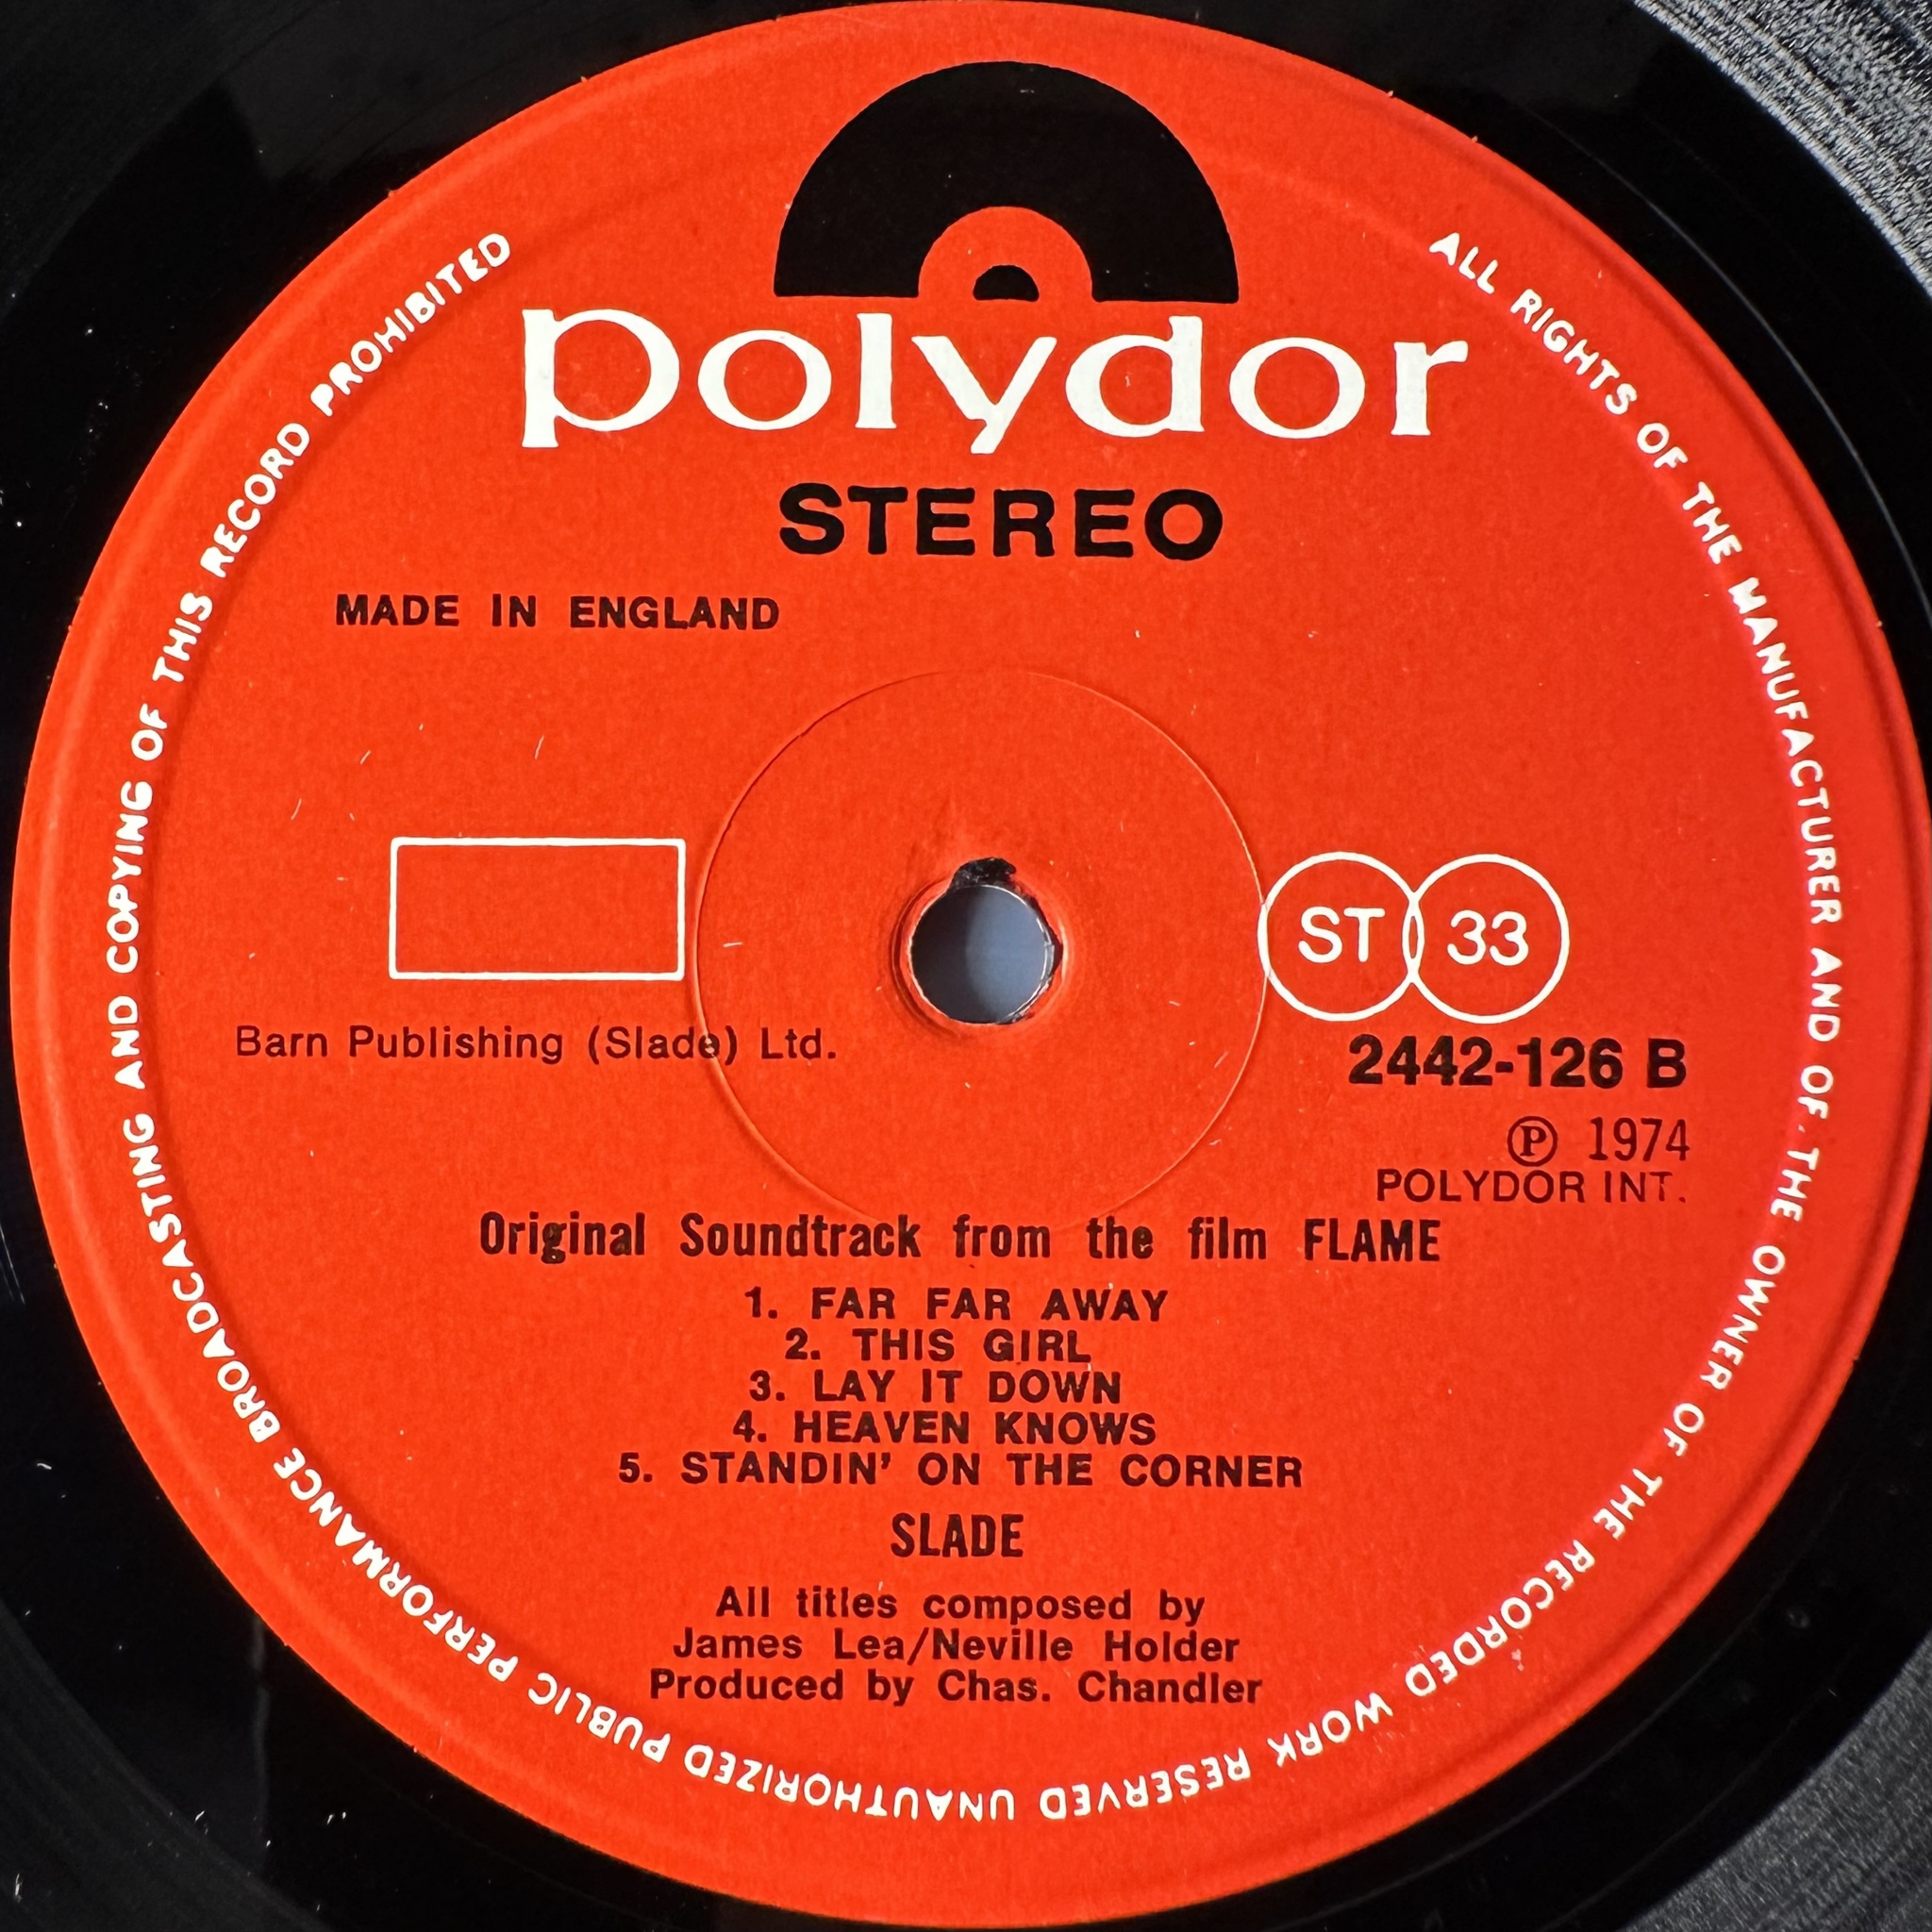 polydor
STEREO
MADE IN ENGLAND
ST 33
Barn Publishing (Slade) Ltd.
2442-126 B
Ⓟ 1974
POLYDOR INT.
Original Soundtrack from the film FLAME
1. FAR FAR AWAY
2. THIS GIRL
3. LAY IT DOWN
4. HEAVEN KNOWS
5. STANDIN' ON THE CORNER
SLADE
All titles composed by
James Lea/Neville Holder
Produced by Chas. Chandler
ALL RIGHTS OF THE MANUFACTURER AND OF THE OWNER OF THE RECORDED WORK RESERVED UNAUTHORIZED PUBLIC PERFORMANCE BROADCASTING AND COPYING OF THIS RECORD PROHIBITED